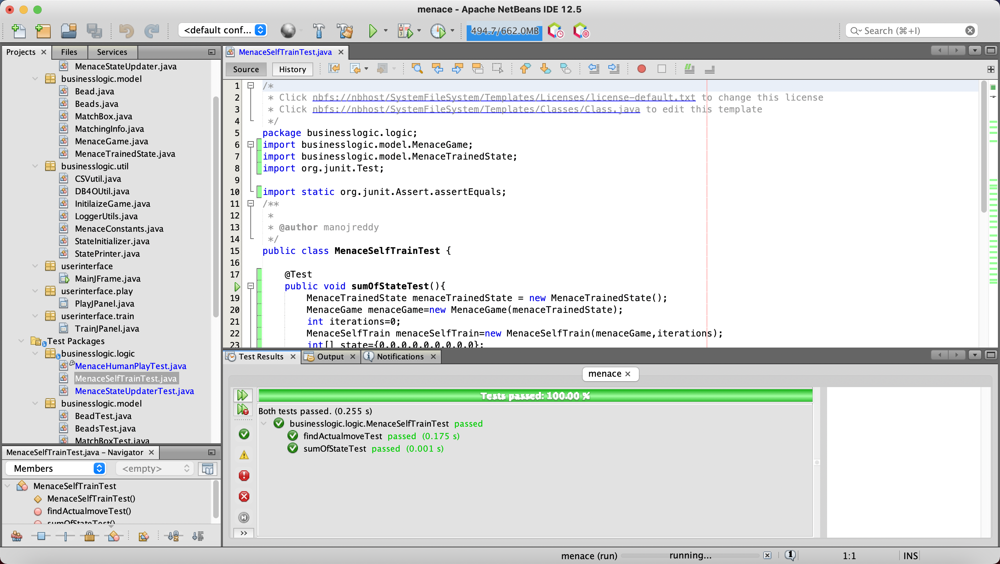 menace - Apache NetBeans IDE 12.5
<default conf...
494.7/662.0MB
Search (⌘+I)
Projects
Files
Services
MenaceStateUpdater.java
businesslogic.model
Bead.java
Beads.java
MatchBox.java
MatchingInfo.java
MenaceGame.java
MenaceTrainedState.java
businesslogic.util
CSVutil.java
DB4OUtil.java
InitilaizeGame.java
LoggerUtils.java
MenaceConstants.java
StateInitializer.java
StatePrinter.java
userinterface
MainJFrame.java
userinterface.play
PlayJPanel.java
userinterface.train
TrainJPanel.java
Test Packages
businesslogic.logic
MenaceHumanPlayTest.java
MenaceSelfTrainTest.java
MenaceStateUpdaterTest.java
businesslogic.model
BeadTest.java
BeadsTest.java
MatchBoxTest.java
MenaceSelfTrainTest.java – Navigator
Members
<empty>
MenaceSelfTrainTest
MenaceSelfTrainTest()
findActualmoveTest()
sumOfStateTest()
MenaceSelfTrainTest.java
Source
History
1 /*
2 * Click nbfs://nbhost/SystemFileSystem/Templates/Licenses/license-default.txt to change this license
3 * Click nbfs://nbhost/SystemFileSystem/Templates/Classes/Class.java to edit this template
4 */
5 package businesslogic.logic;
6 import businesslogic.model.MenaceGame;
7 import businesslogic.model.MenaceTrainedState;
8 import org.junit.Test;
9
10 import static org.junit.Assert.assertEquals;
11 /**
12 *
13 * @author manojreddy
14 */
15 public class MenaceSelfTrainTest {
16
17 @Test
public void sumOfStateTest(){
19 MenaceTrainedState menaceTrainedState = new MenaceTrainedState();
20 MenaceGame menaceGame=new MenaceGame(menaceTrainedState);
21 int iterations=0;
22 MenaceSelfTrain menaceSelfTrain=new MenaceSelfTrain(menaceGame,iterations);
23 int[] state={0,0,0,0,0,0,0,0,0};
Test Results
Output
Notifications
menace
Tests passed: 100.00 %
Both tests passed. (0.255 s)
businesslogic.logic.MenaceSelfTrainTest passed
findActualmoveTest passed (0.175 s)
sumOfStateTest passed (0.001 s)
>>
menace (run)
running...
1
1:1
INS